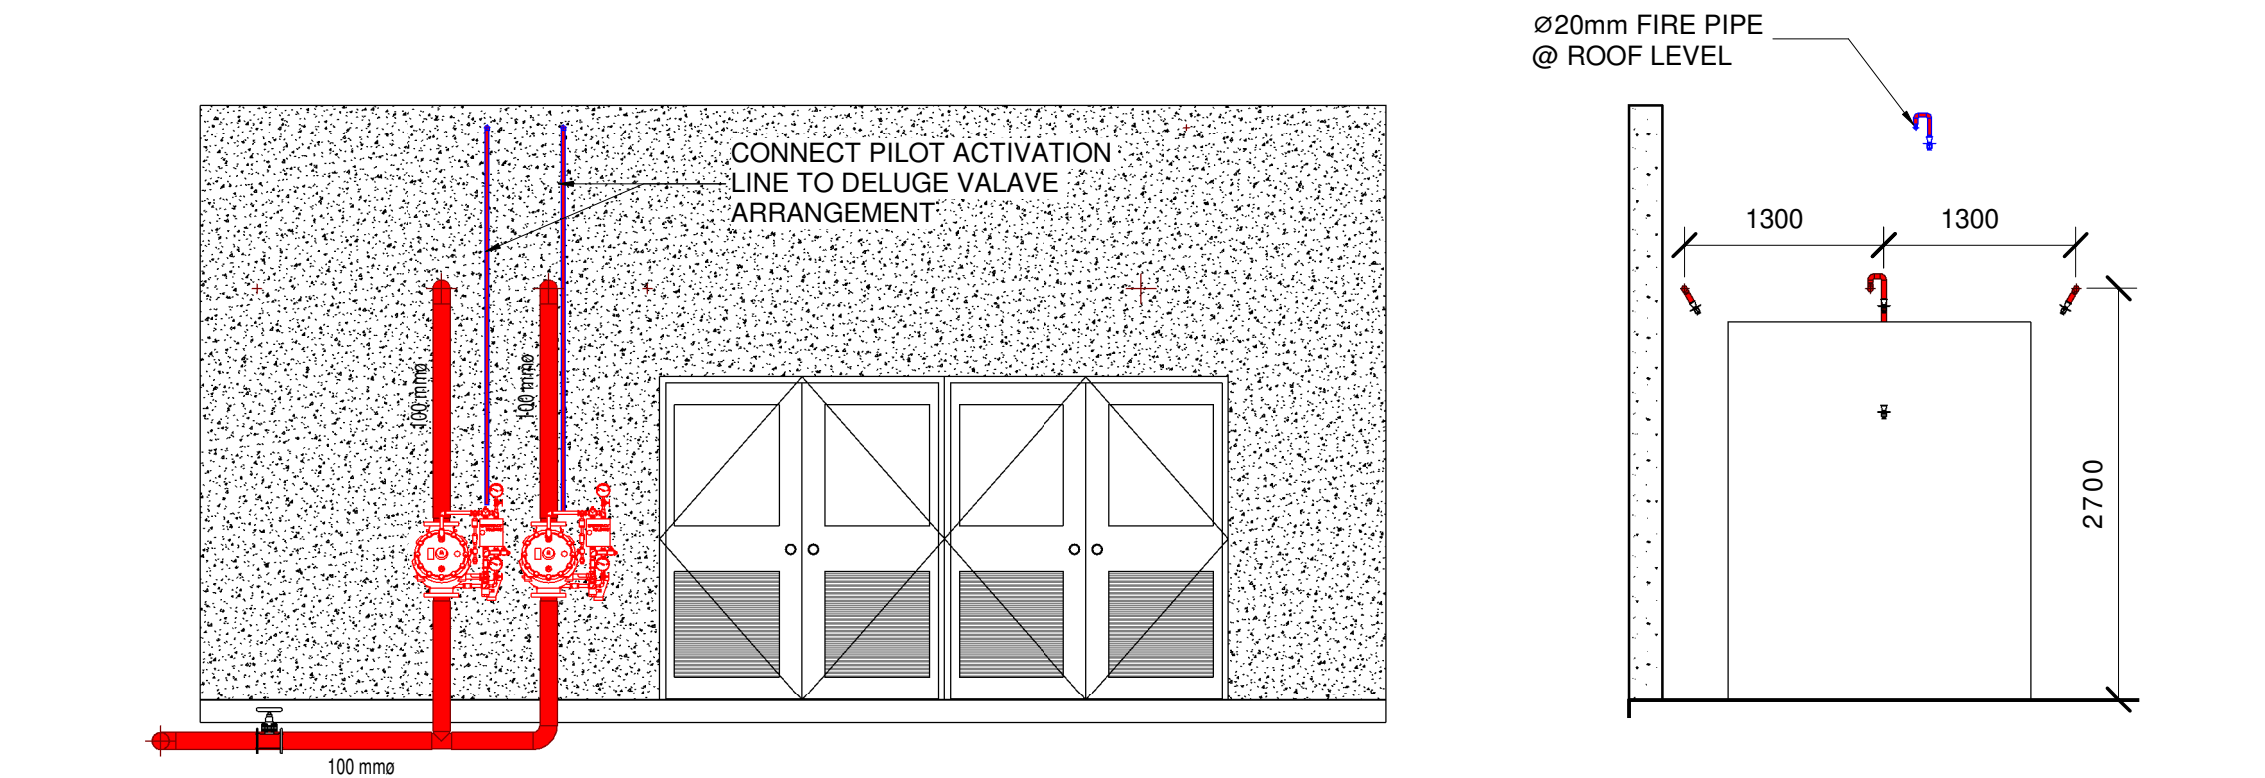 ∅20mm FIRE PIPE
@ ROOF LEVEL
CONNECT PILOT ACTIVATION
LINE TO DELUGE VALAVE
ARRANGEMENT
1300
1300
100 mmø
100 mmø
2700
100 mmø